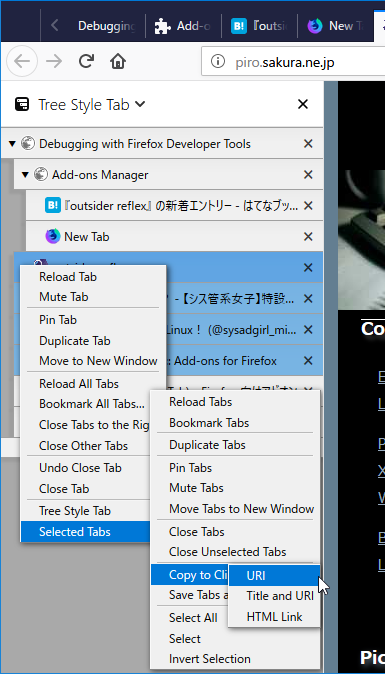 Debugging
Add-o
『outsid
New T
piro.sakura.ne.jp
Tree Style Tab
Debugging with Firefox Developer Tools
Add-ons Manager
B! 『outsider reflex』 の新着エントリー - はてなブッ...
New Tab
- 【シス管系女子】特設...
Linux！ (@sysadgirl_mi...
Add-ons for Firefox
Reload Tab
Mute Tab
Pin Tab
Duplicate Tab
Move to New Window
Reload All Tabs
Bookmark All Tabs...
Close Tabs to the Rig
Close Other Tabs
Undo Close Tab
Close Tab
Tree Style Tab
Selected Tabs
Reload Tabs
Bookmark Tabs
Duplicate Tabs
Pin Tabs
Mute Tabs
Move Tabs to New Window
Close Tabs
Close Unselected Tabs
Copy to Cli
Save Tabs a
Select All
Select
Invert Selection
URI
Title and URI
HTML Link
Co
E
L
P
X
W
B
L
Pic